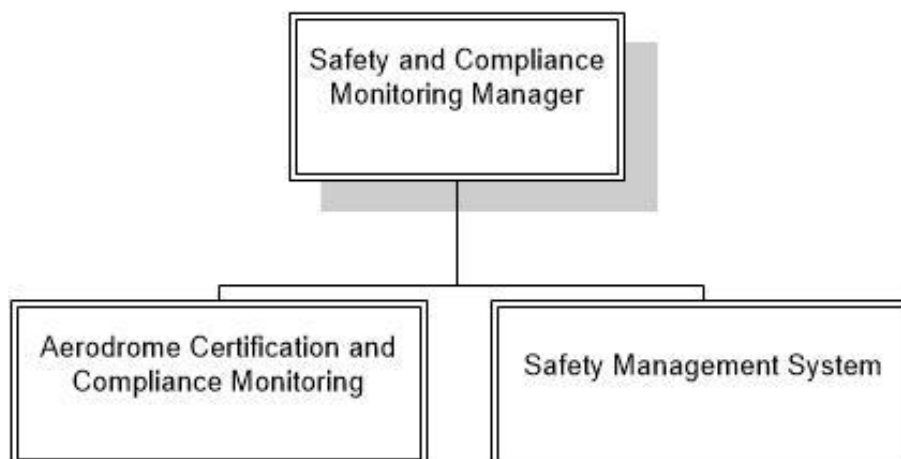 Safety and Compliance
Monitoring Manager
Aerodrome Certification and
Compliance Monitoring
Safety Management System